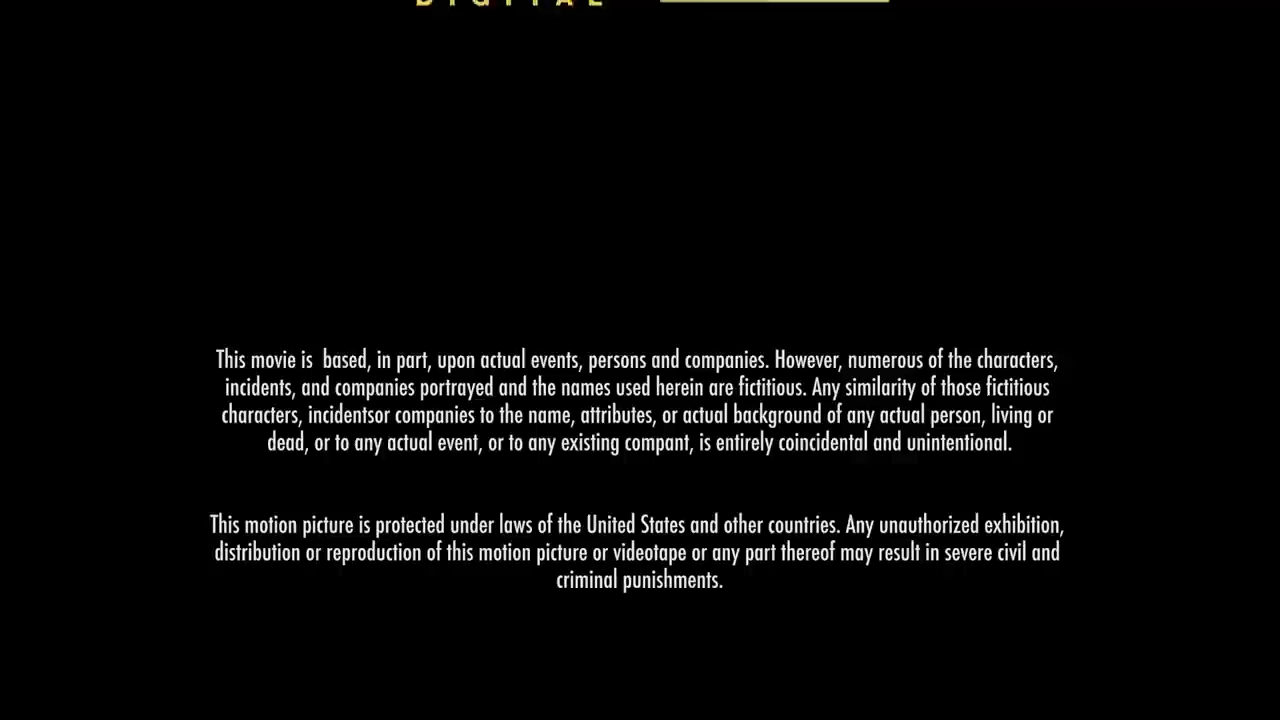 DIGITAL
This movie is  based, in part, upon actual events, persons and companies. However, numerous of the characters,
incidents, and companies portrayed and the names used herein are fictitious. Any similarity of those fictitious
characters, incidentsor companies to the name, attributes, or actual background of any actual person, living or
dead, or to any actual event, or to any existing compant, is entirely coincidental and unintentional.
This motion picture is protected under laws of the United States and other countries. Any unauthorized exhibition,
distribution or reproduction of this motion picture or videotape or any part thereof may result in severe civil and
criminal punishments.